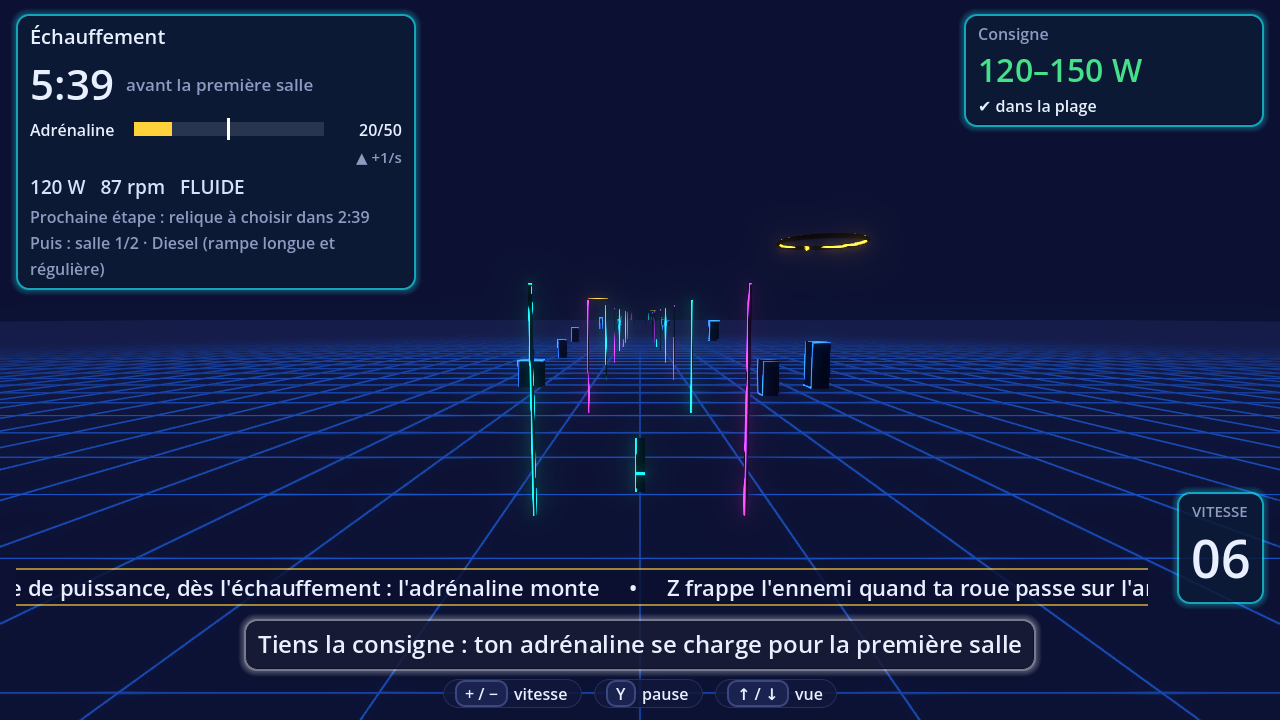 Échauffement
5:39 avant la première salle
Adrénaline 20/50
▲ +1/s
120 W 87 rpm FLUIDE
Prochaine étape : relique à choisir dans 2:39
Puis : salle 1/2 · Diesel (rampe longue et
régulière)
Consigne
120–150 W
✔ dans la plage
VITESSE
06
de puissance, dès l'échauffement : l'adrénaline monte • Z frappe l'ennemi quand ta roue passe sur
Tiens la consigne : ton adrénaline se charge pour la première salle
+ / − vitesse Y pause ↑ / ↓ vue